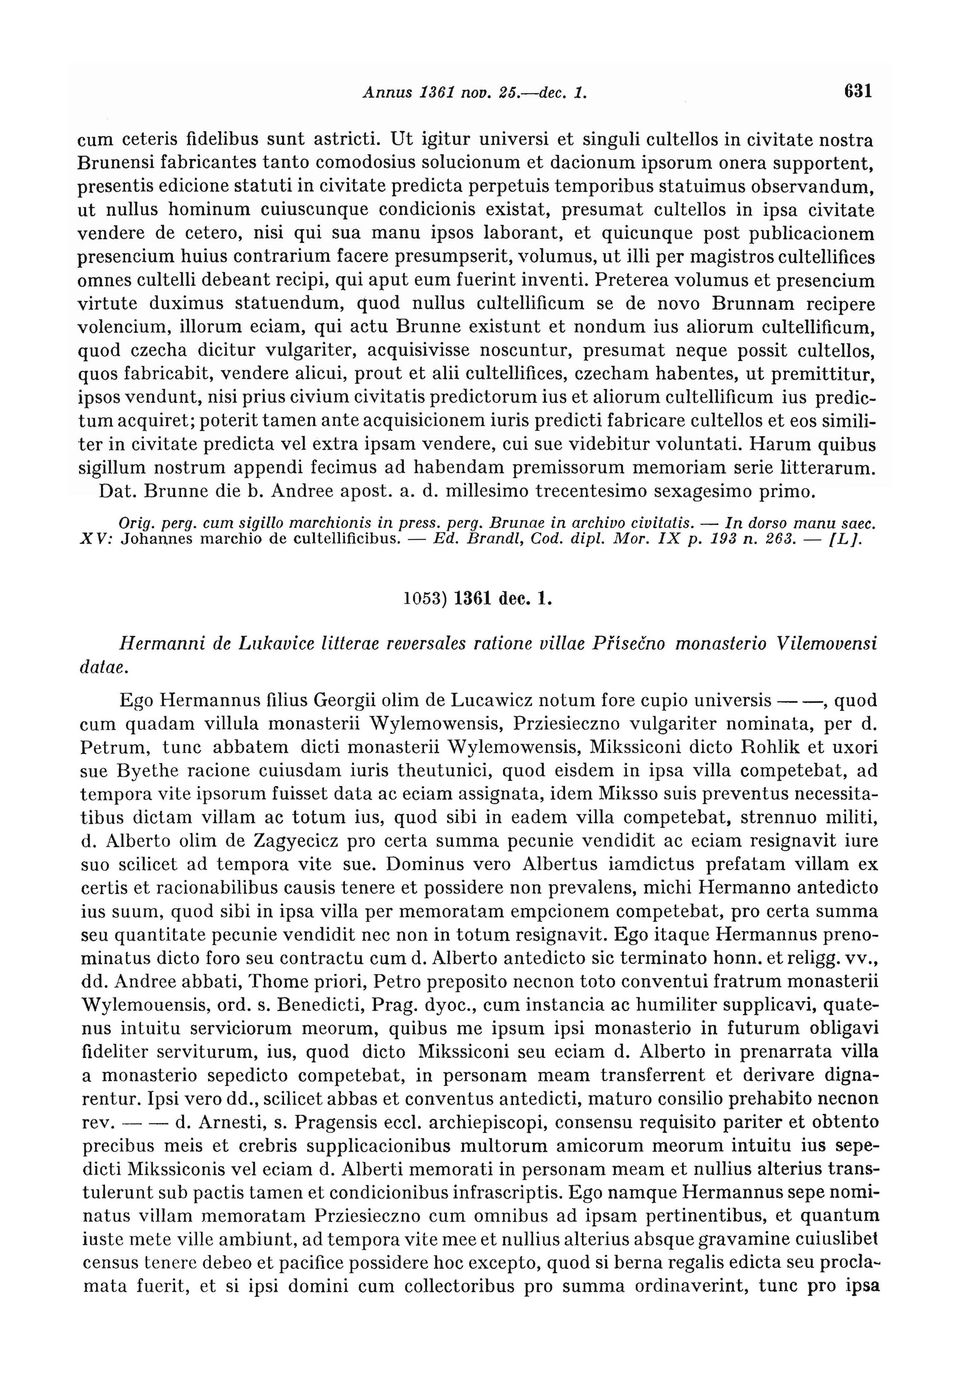 Annus 1361 nov. 25.—dec. 1. 631
cum ceteris fidelibus sunt astricti. Ut igitur universi et singuli cultellos in civitate nostra
Brunensi fabricantes tanto comodosius solucionum et dacionum ipsorum onera supportent,
presentis edicione statuti in civitate predicta perpetuis temporibus statuimus observandum,
ut nullus hominum cuiuscunque condicionis existat, presumat cultellos in ipsa civitate
vendere de cetero, nisi qui sua manu ipsos laborant, et quicunque post publicacionem
presencium huius contrarium facere presumpserit, volumus, ut illi per magistros cultellifices
omnes cultelli debeant recipi, qui aput eum fuerint inventi. Preterea volumus et presencium
virtute duximus statuendum, quod nullus cultellificum se de novo Brunnam recipere
volencium, illorum eciam, qui actu Brunne existunt et nondum ius aliorum cultellificum,
quod czecha dicitur vulgariter, acquisivisse noscuntur, presumat neque possit cultellos,
quos fabricabit, vendere alicui, prout et alii cultellifices, czecham habentes, ut premittitur,
ipsos vendunt, nisi prius civium civitatis predictorum ius et aliorum cultellificum ius predic-
tum acquiret; poterit tamen ante acquisicionem iuris predicti fabricare cultellos et eos simili-
ter in civitate predicta vel extra ipsam vendere, cui sue videbitur voluntati. Harum quibus
sigillum nostrum appendi fecimus ad habendam premissorum memoriam serie litterarum.
Dat. Brunne die b. Andree apost. a. d. millesimo trecentesimo sexagesimo primo.
Orig. perg. cum sigillo marchionis in press. perg. Brunae in archivo civitatis. — In dorso manu saec.
XV: Johannes marchio de cultellificibus. — Ed. Brandl, Cod. dipl. Mor. IX p. 193 n. 263. — [L].
1053) 1361 dec. 1.
Hermanni de Lukavice litterae reversales ratione villae Přísečno monasterio Vilemovensi
datae.
Ego Hermannus filius Georgii olim de Lucawicz notum fore cupio universis — —, quod
cum quadam villula monasterii Wylemowensis, Prziesieczno vulgariter nominata, per d.
Petrum, tunc abbatem dicti monasterii Wylemowensis, Mikssiconi dicto Rohlik et uxori
sue Byethe racione cuiusdam iuris theutunici, quod eisdem in ipsa villa competebat, ad
tempora vite ipsorum fuisset data ac eciam assignata, idem Miksso suis preventus necessita-
tibus dictam villam ac totum ius, quod sibi in eadem villa competebat, strennuo militi,
d. Alberto olim de Zagyecicz pro certa summa pecunie vendidit ac eciam resignavit iure
suo scilicet ad tempora vite sue. Dominus vero Albertus iamdictus prefatam villam ex
certis et racionabilibus causis tenere et possidere non prevalens, michi Hermanno antedicto
ius suum, quod sibi in ipsa villa per memoratam empcionem competebat, pro certa summa
seu quantitate pecunie vendidit nec non in totum resignavit. Ego itaque Hermannus preno-
minatus dicto foro seu contractu cum d. Alberto antedicto sic terminato honn. et religg. vv.,
dd. Andree abbati, Thome priori, Petro preposito necnon toto conventui fratrum monasterii
Wylemouensis, ord. s. Benedicti, Prag. dyoc., cum instancia ac humiliter supplicavi, quate-
nus intuitu serviciorum meorum, quibus me ipsum ipsi monasterio in futurum obligavi
fideliter serviturum, ius, quod dicto Mikssiconi seu eciam d. Alberto in prenarrata villa
a monasterio sepedicto competebat, in personam meam transferrent et derivare digna-
rentur. Ipsi vero dd., scilicet abbas et conventus antedicti, maturo consilio prehabito necnon
rev. — — d. Arnesti, s. Pragensis eccl. archiepiscopi, consensu requisito pariter et obtento
precibus meis et crebris supplicacionibus multorum amicorum meorum intuitu ius sepe-
dicti Mikssiconis vel eciam d. Alberti memorati in personam meam et nullius alterius trans-
tulerunt sub pactis tamen et condicionibus infrascriptis. Ego namque Hermannus sepe nomi-
natus villam memoratam Prziesieczno cum omnibus ad ipsam pertinentibus, et quantum
iuste mete ville ambiunt, ad tempora vite mee et nullius alterius absque gravamine cuiuslibet
census tenere debeo et pacifice possidere hoc excepto, quod si berna regalis edicta seu procla-
mata fuerit, et si ipsi domini cum collectoribus pro summa ordinaverint, tunc pro ipsa